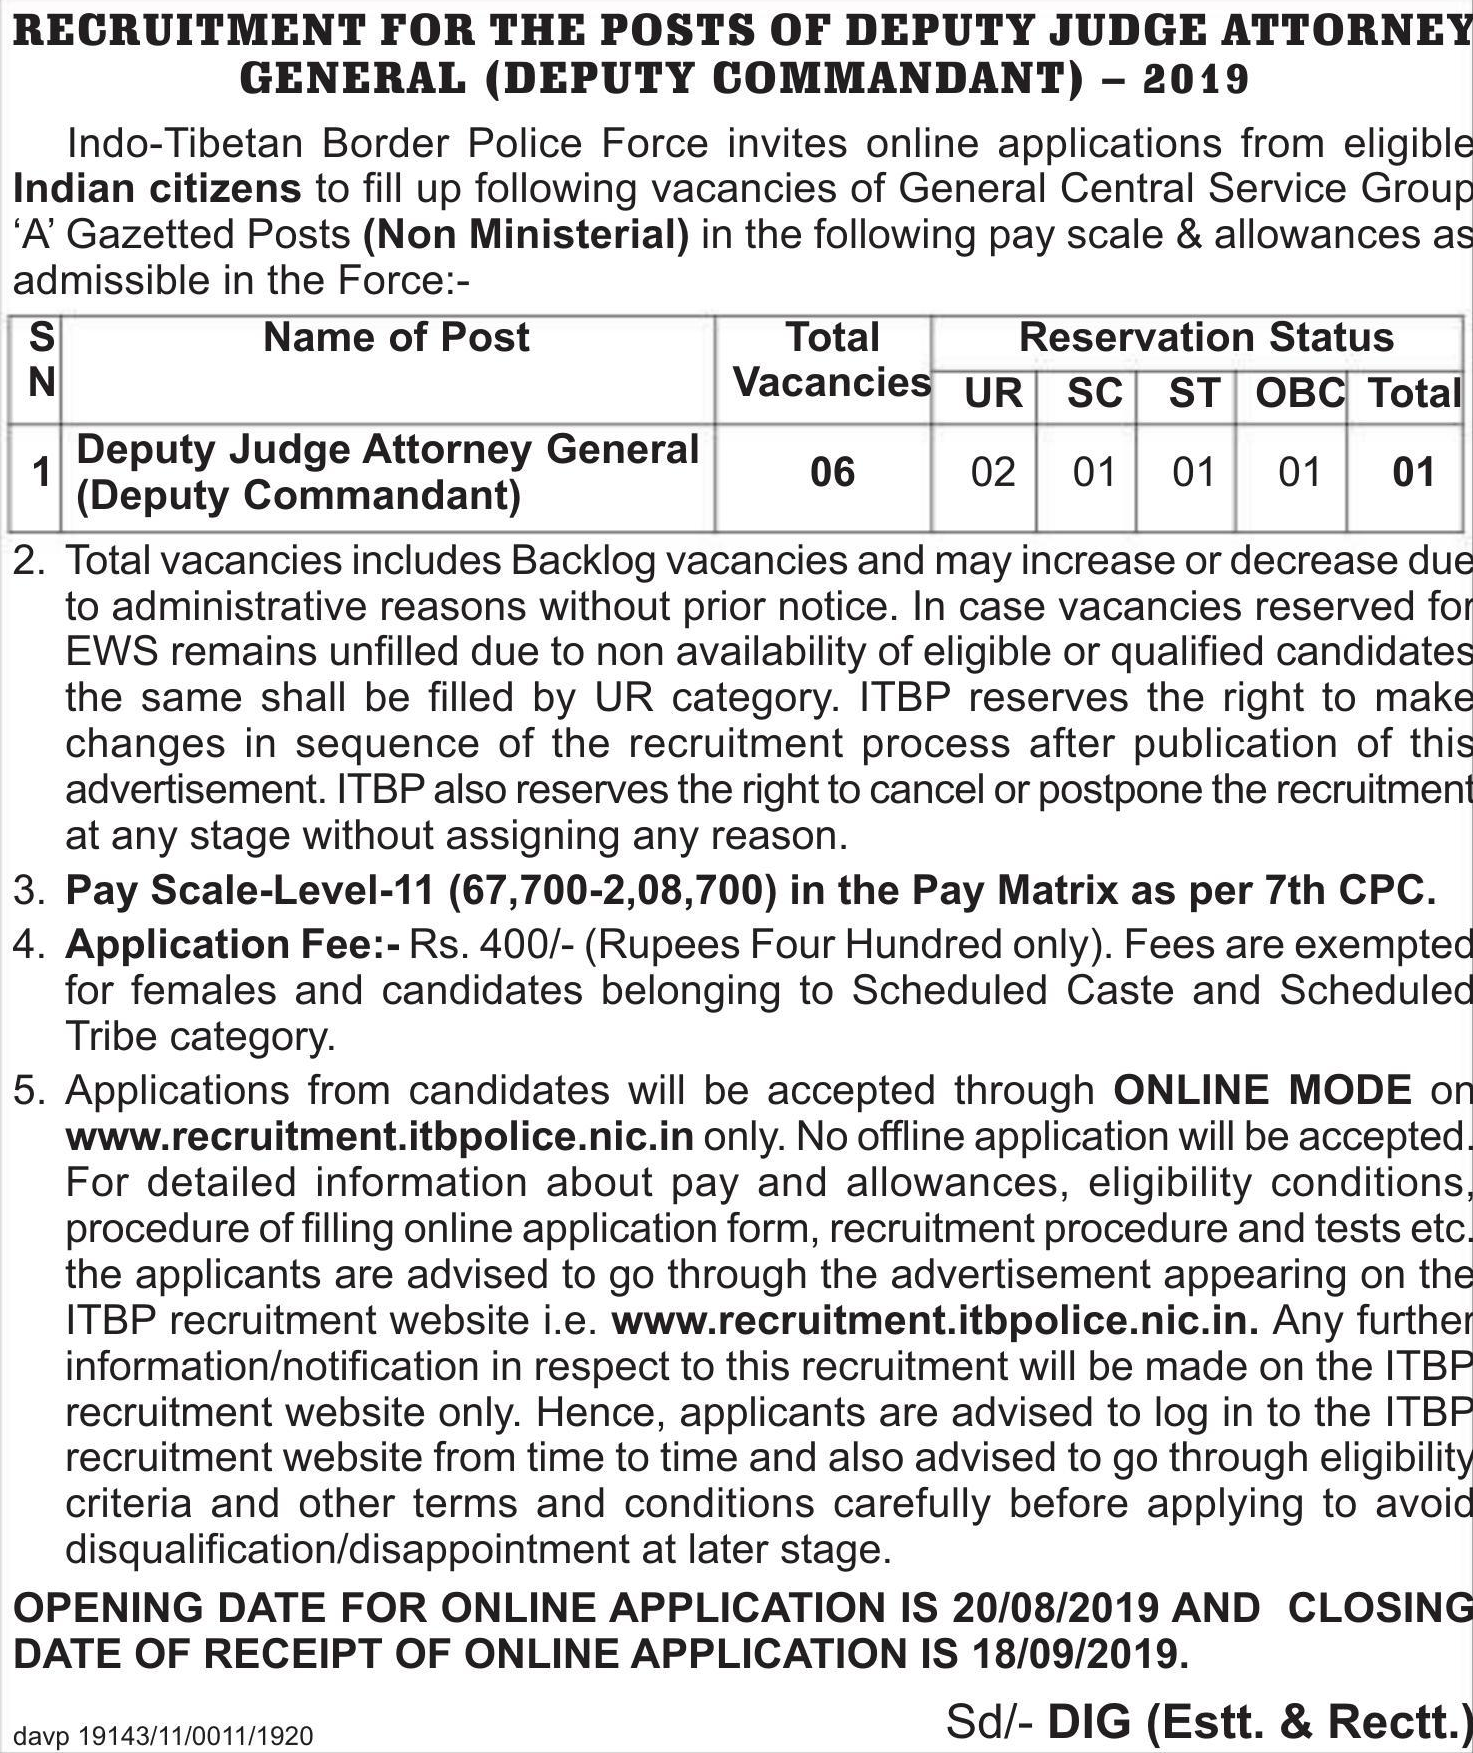 RECRUITMENT FOR THE POSTS OF DEPUTY JUDGE ATTORNEY
GENERAL (DEPUTY COMMANDANT) – 2019
Indo-Tibetan Border Police Force invites online applications from eligible
Indian citizens to fill up following vacancies of General Central Service Group
‘A’ Gazetted Posts (Non Ministerial) in the following pay scale & allowances as
admissible in the Force:-
S N Name of Post Total Vacancies Reservation Status
UR SC ST OBC Total
1 Deputy Judge Attorney General (Deputy Commandant) 06 02 01 01 01 01
2. Total vacancies includes Backlog vacancies and may increase or decrease due
to administrative reasons without prior notice. In case vacancies reserved for
EWS remains unfilled due to non availability of eligible or qualified candidates
the same shall be filled by UR category. ITBP reserves the right to make
changes in sequence of the recruitment process after publication of this
advertisement. ITBP also reserves the right to cancel or postpone the recruitment
at any stage without assigning any reason.
3. Pay Scale-Level-11 (67,700-2,08,700) in the Pay Matrix as per 7th CPC.
4. Application Fee:- Rs. 400/- (Rupees Four Hundred only). Fees are exempted
for females and candidates belonging to Scheduled Caste and Scheduled
Tribe category.
5. Applications from candidates will be accepted through ONLINE MODE on
www.recruitment.itbpolice.nic.in only. No offline application will be accepted.
For detailed information about pay and allowances, eligibility conditions,
procedure of filling online application form, recruitment procedure and tests etc.
the applicants are advised to go through the advertisement appearing on the
ITBP recruitment website i.e. www.recruitment.itbpolice.nic.in. Any further
information/notification in respect to this recruitment will be made on the ITBP
recruitment website only. Hence, applicants are advised to log in to the ITBP
recruitment website from time to time and also advised to go through eligibility
criteria and other terms and conditions carefully before applying to avoid
disqualification/disappointment at later stage.
OPENING DATE FOR ONLINE APPLICATION IS 20/08/2019 AND CLOSING
DATE OF RECEIPT OF ONLINE APPLICATION IS 18/09/2019.
Sd/- DIG (Estt. & Rectt.)
davp 19143/11/0011/1920